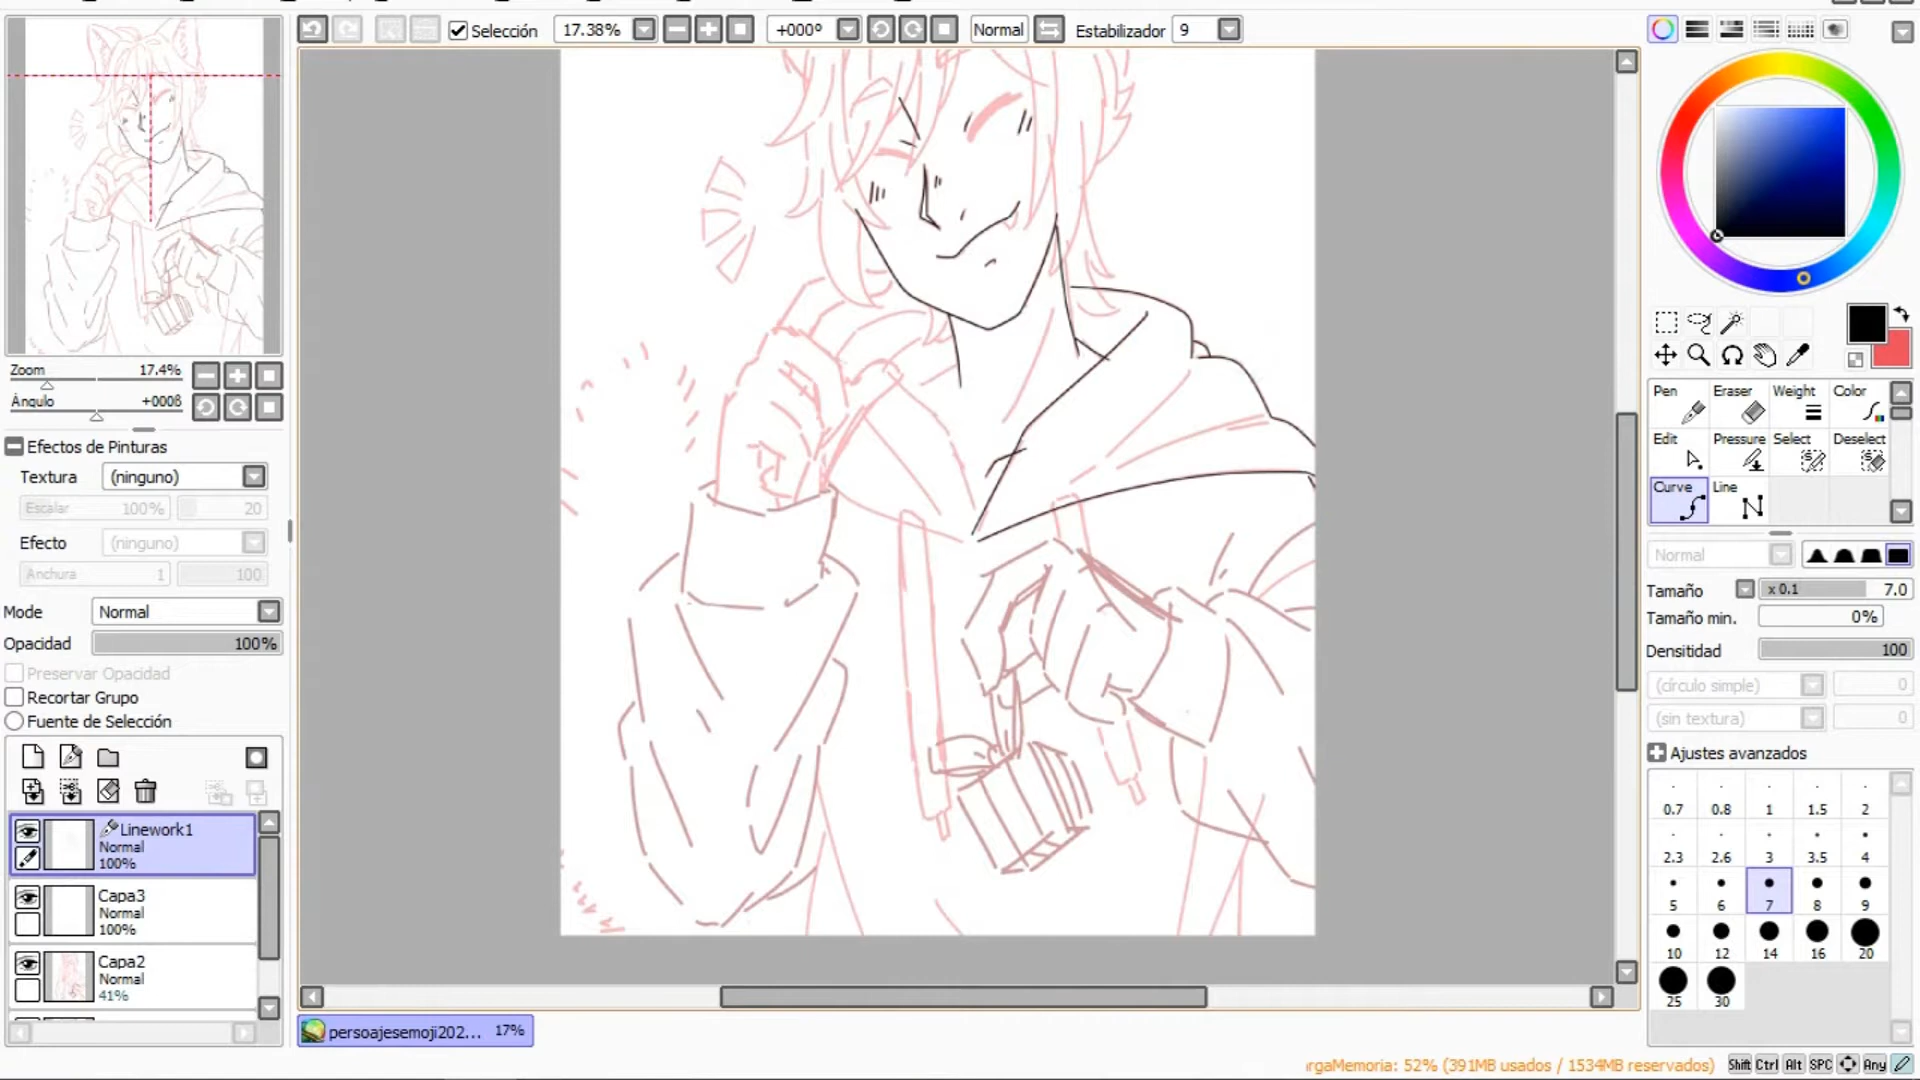 Selección
17.38%
+000º
Normal
Estabilizador
9
Zoom
17.4%
Ángulo
+000ß
Efectos de Pinturas
Textura
(ninguno)
Escalar
100%
20
Efecto
(ninguno)
Anchura
1
100
Mode
Normal
Opacidad
100%
Preservar Opacidad
Recortar Grupo
Fuente de Selección
Linework1
Normal
100%
Capa3
Normal
100%
Capa2
Normal
41%
persoajesemoji202...
17%
Pen
Eraser
Weight
Color
Edit
Pressure
Select
Deselect
Curve
Line
Normal
Tamaño
x 0.1
7.0
Tamaño min.
0%
Densitidad
100
(círculo simple)
0
(sin textura)
0
Ajustes avanzados
0.7 0.8 1 1.5 2
2.3 2.6 3 3.5 4
5 6 7 8 9
10 12 14 16 20
25 30
rgaMemoria: 52% (391MB usados / 1534MB reservados)
Shift Ctrl Alt SPC Any